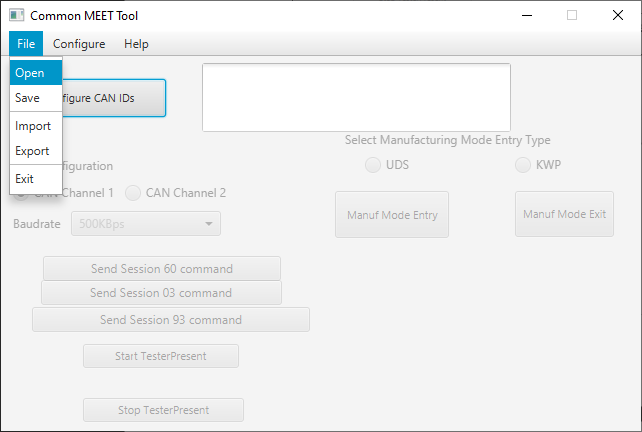 Common MEET Tool
File Configure Help
Open
Save
Import
Export
Exit
figure CAN IDs
Select Manufacturing Mode Entry Type
figuration
UDS KWP
CAN Channel 1 CAN Channel 2
Baudrate 500KBps
Manuf Mode Entry Manuf Mode Exit
Send Session 60 command
Send Session 03 command
Send Session 93 command
Start TesterPresent
Stop TesterPresent